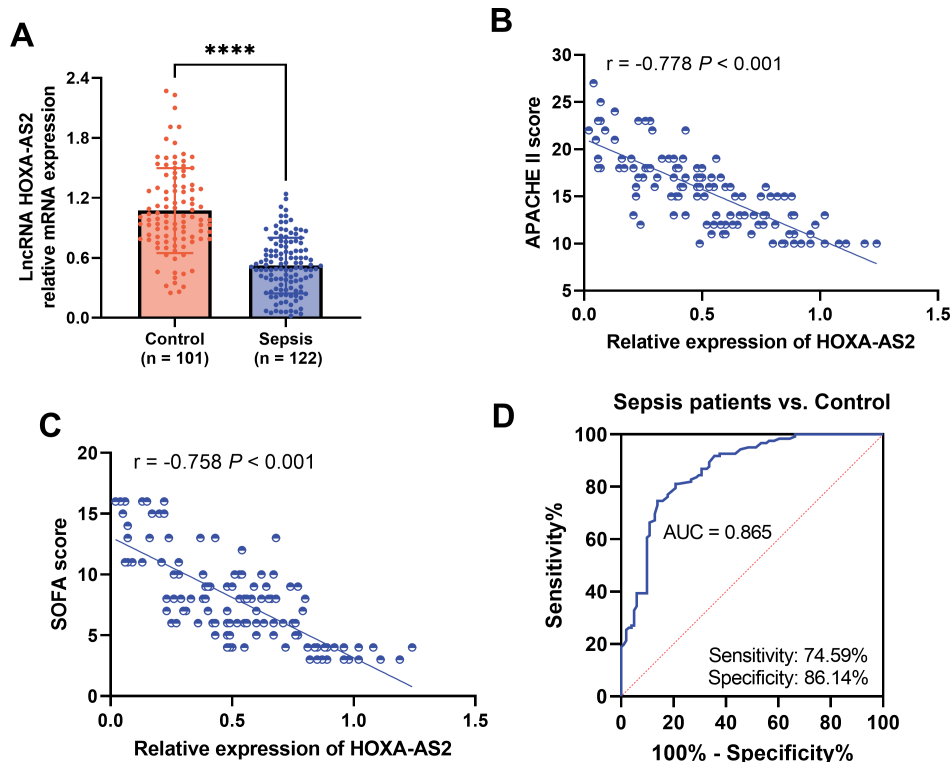 A
****
LncRNA HOXA-AS2
relative mRNA expression
2.4
1.8
1.2
0.6
0.0
Control
(n = 101)
Sepsis
(n = 122)
B
r = -0.778 P < 0.001
APACHE II score
30
25
20
15
10
5
0.0
0.5
1.0
1.5
Relative expression of HOXA-AS2
C
r = -0.758 P < 0.001
SOFA score
20
15
10
5
0
0.0
0.5
1.0
1.5
Relative expression of HOXA-AS2
D
Sepsis patients vs. Control
Sensitivity%
100
80
60
40
20
0
AUC = 0.865
Sensitivity: 74.59%
Specificity: 86.14%
0
20
40
60
80
100
100% - Specificity%